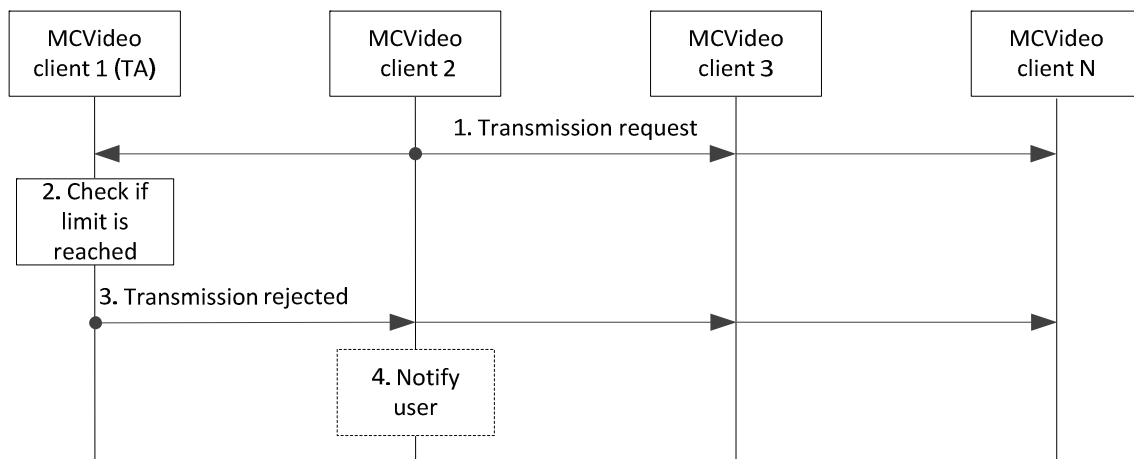 MCVideo
client 1 (TA)
MCVideo
client 2
MCVideo
client 3
MCVideo
client N
1. Transmission request
2. Check if
limit is
reached
3. Transmission rejected
4. Notify
user